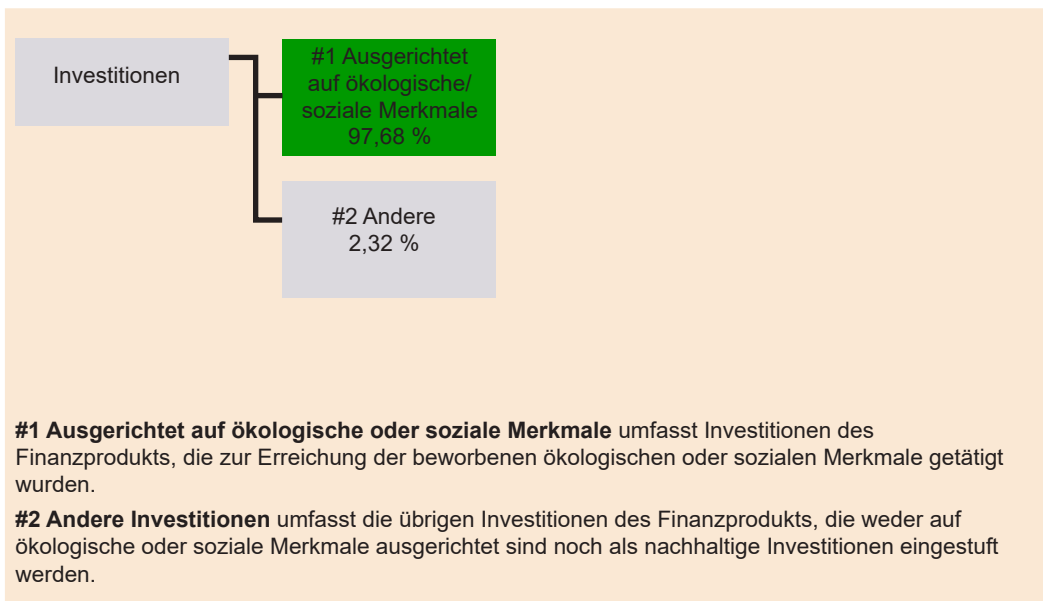 Investitionen
#1 Ausgerichtet
auf ökologische/
soziale Merkmale
97,68 %
#2 Andere
2,32 %
#1 Ausgerichtet auf ökologische oder soziale Merkmale umfasst Investitionen des
Finanzprodukts, die zur Erreichung der beworbenen ökologischen oder sozialen Merkmale getätigt
wurden.
#2 Andere Investitionen umfasst die übrigen Investitionen des Finanzprodukts, die weder auf
ökologische oder soziale Merkmale ausgerichtet sind noch als nachhaltige Investitionen eingestuft
werden.